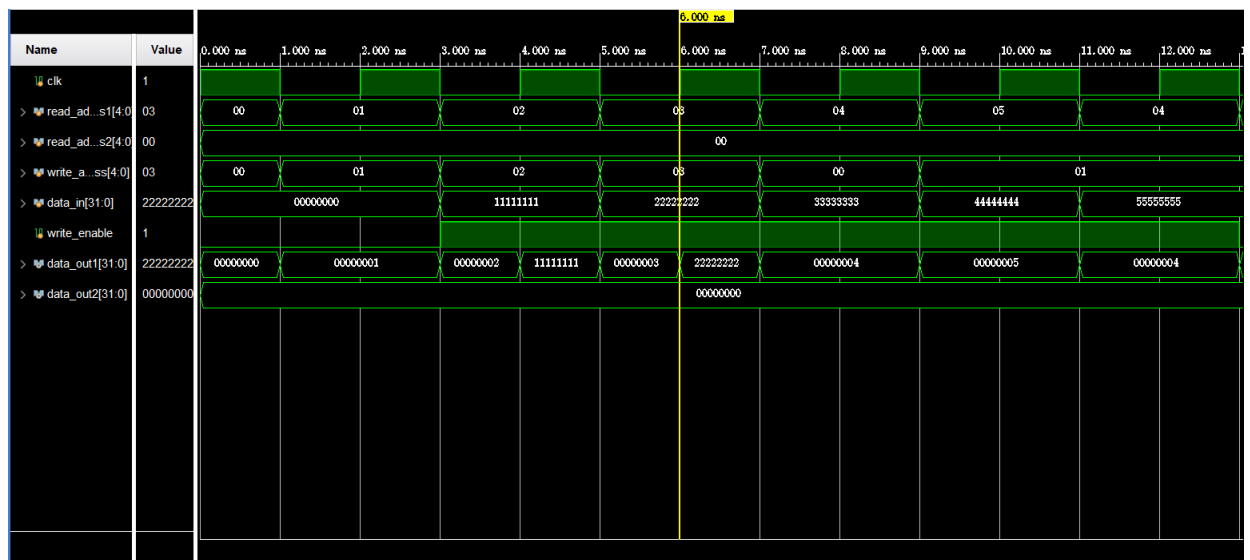 6.000 ns
Name Value 0.000 ns 1.000 ns 2.000 ns 3.000 ns 4.000 ns 5.000 ns 6.000 ns 7.000 ns 8.000 ns 9.000 ns 10.000 ns 11.000 ns 12.000 ns
clk 1
read_ad...s1[4:0 03 00 01 02 03 04 05 04
read_ad...s2[4:0 00 00
write_a...ss[4:0] 03 00 01 02 03 00 01
data_in[31:0] 22222222 00000000 11111111 22222222 33333333 44444444 55555555
write_enable 1
data_out1[31:0] 22222222 00000000 00000001 00000002 11111111 00000003 22222222 00000004 00000005 00000004
data_out2[31:0] 00000000 00000000